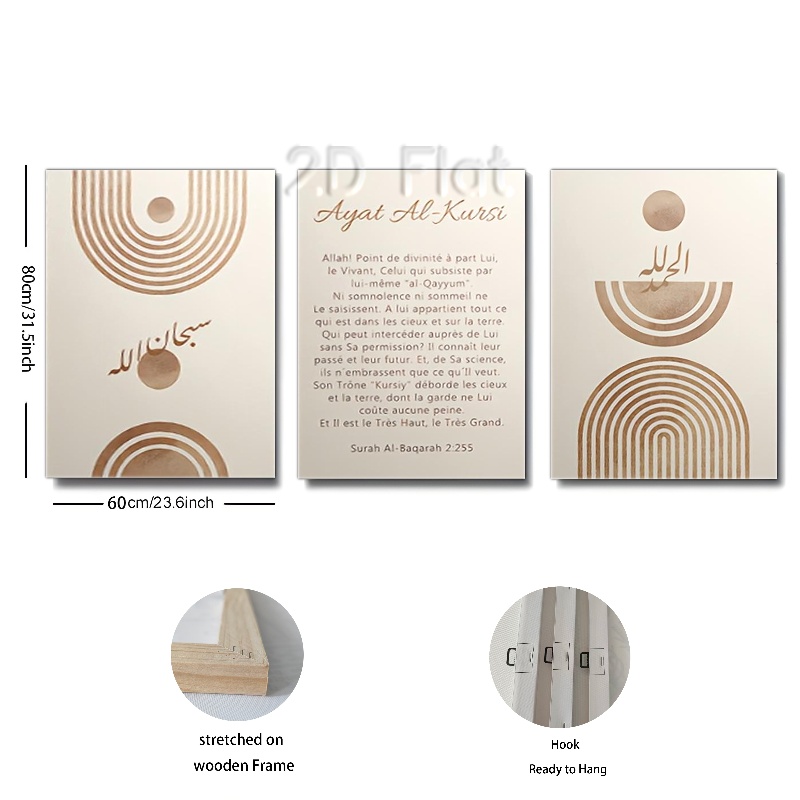 2D Flat
80cm/31.5inch
سبحان الله
Ayat Al-Kursi
Allah! Point de divinité à part Lui,
le Vivant, Celui qui subsiste par
lui-même "al-Qayyum".
Ni somnolence ni sommeil ne
Le saisissent. A lui appartient tout ce
qui est dans les cieux et sur la terre.
Qui peut intercéder auprès de Lui
sans Sa permission? Il connaît leur
passé et leur futur. Et, de Sa science,
ils n'embrassent que ce qu'Il veut.
Son Trône "Kursiy" déborde les cieux
et la terre, dont la garde ne Lui
coûte aucune peine.
Et Il est le Très Haut, le Très Grand.
Surah Al-Baqarah 2:255
الحمد لله
60cm/23.6inch
stretched on
wooden Frame
Hook
Ready to Hang